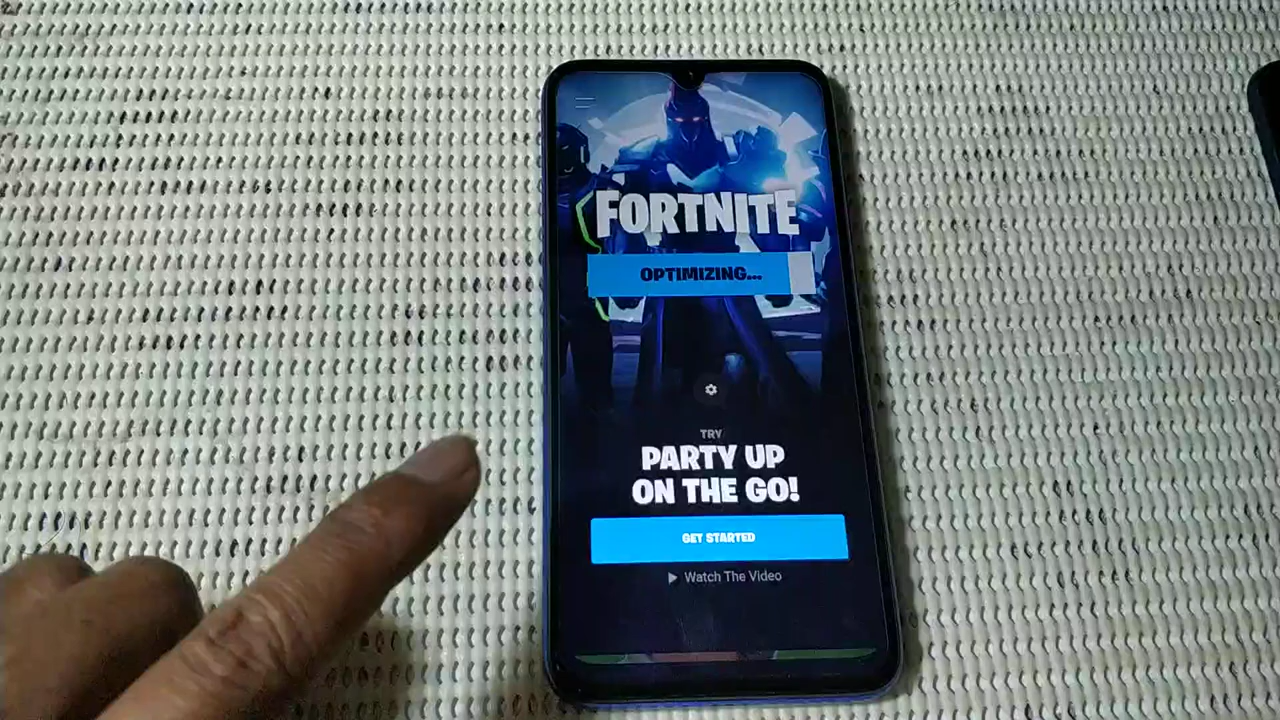 FORTNITE
OPTIMIZING...
TRY
PARTY UP
ON THE GO!
GET STARTED
Watch The Video